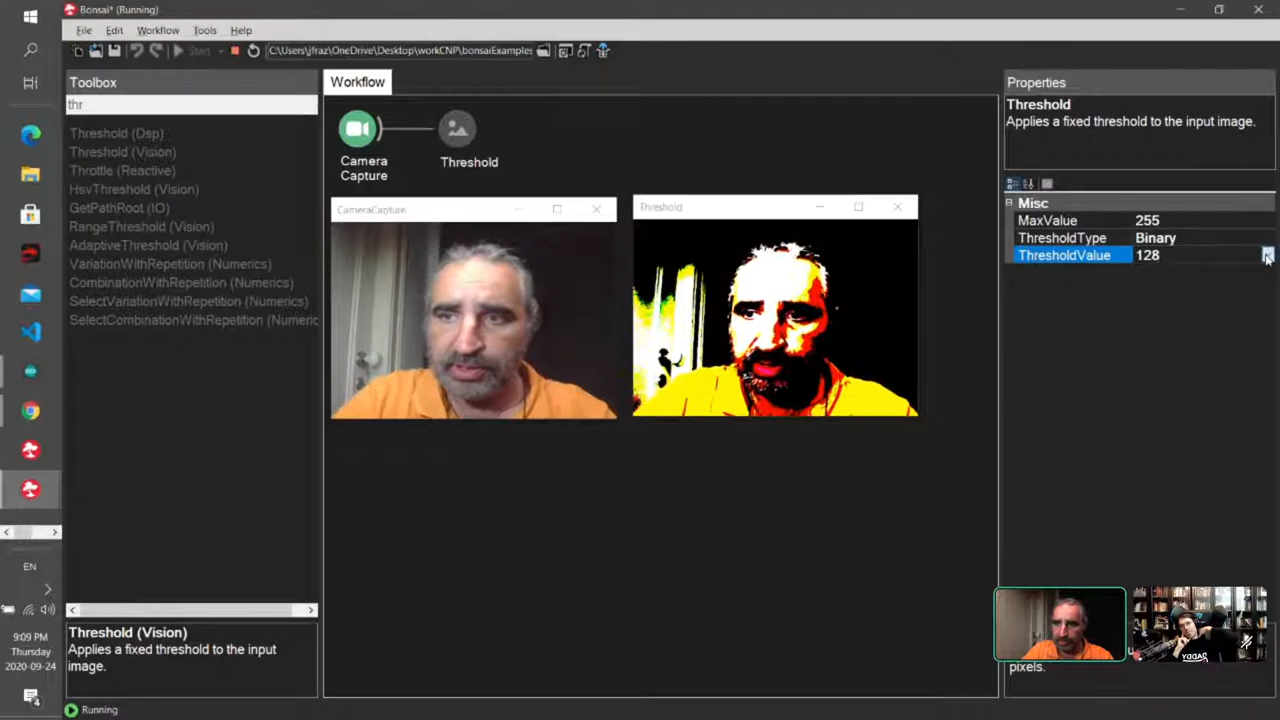 Bonsai* (Running)
File Edit Workflow Tools Help
Start C:\Users\jfraz\OneDrive\Desktop\workCNP\bonsaiExamples
Toolbox
thr
Threshold (Dsp)
Threshold (Vision)
Throttle (Reactive)
HsvThreshold (Vision)
GetPathRoot (IO)
RangeThreshold (Vision)
AdaptiveThreshold (Vision)
VariationWithRepetition (Numerics)
CombinationWithRepetition (Numerics)
SelectVariationWithRepetition (Numerics)
SelectCombinationWithRepetition (Numeric
Threshold (Vision)
Applies a fixed threshold to the input
image.
Running
Workflow
Camera
Capture
Threshold
CameraCapture
Threshold
Properties
Threshold
Applies a fixed threshold to the input image.
Misc
MaxValue 255
ThresholdType Binary
ThresholdValue 128
pixels.
EN
9:09 PM
Thursday
2020-09-24
4